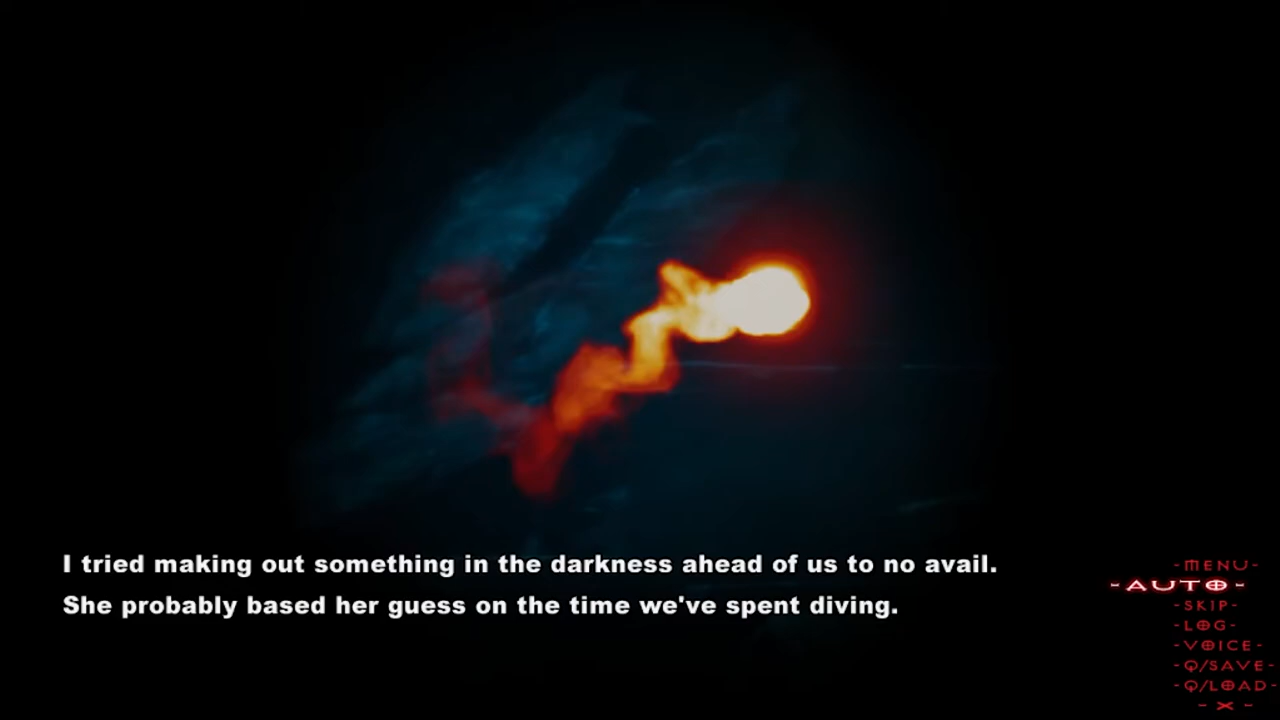 I tried making out something in the darkness ahead of us to no avail.
She probably based her guess on the time we've spent diving.
-MENU-
-AUTO-
-SKIP-
-LOG-
-VOICE-
-Q/SAVE-
-Q/LOAD-
-X-